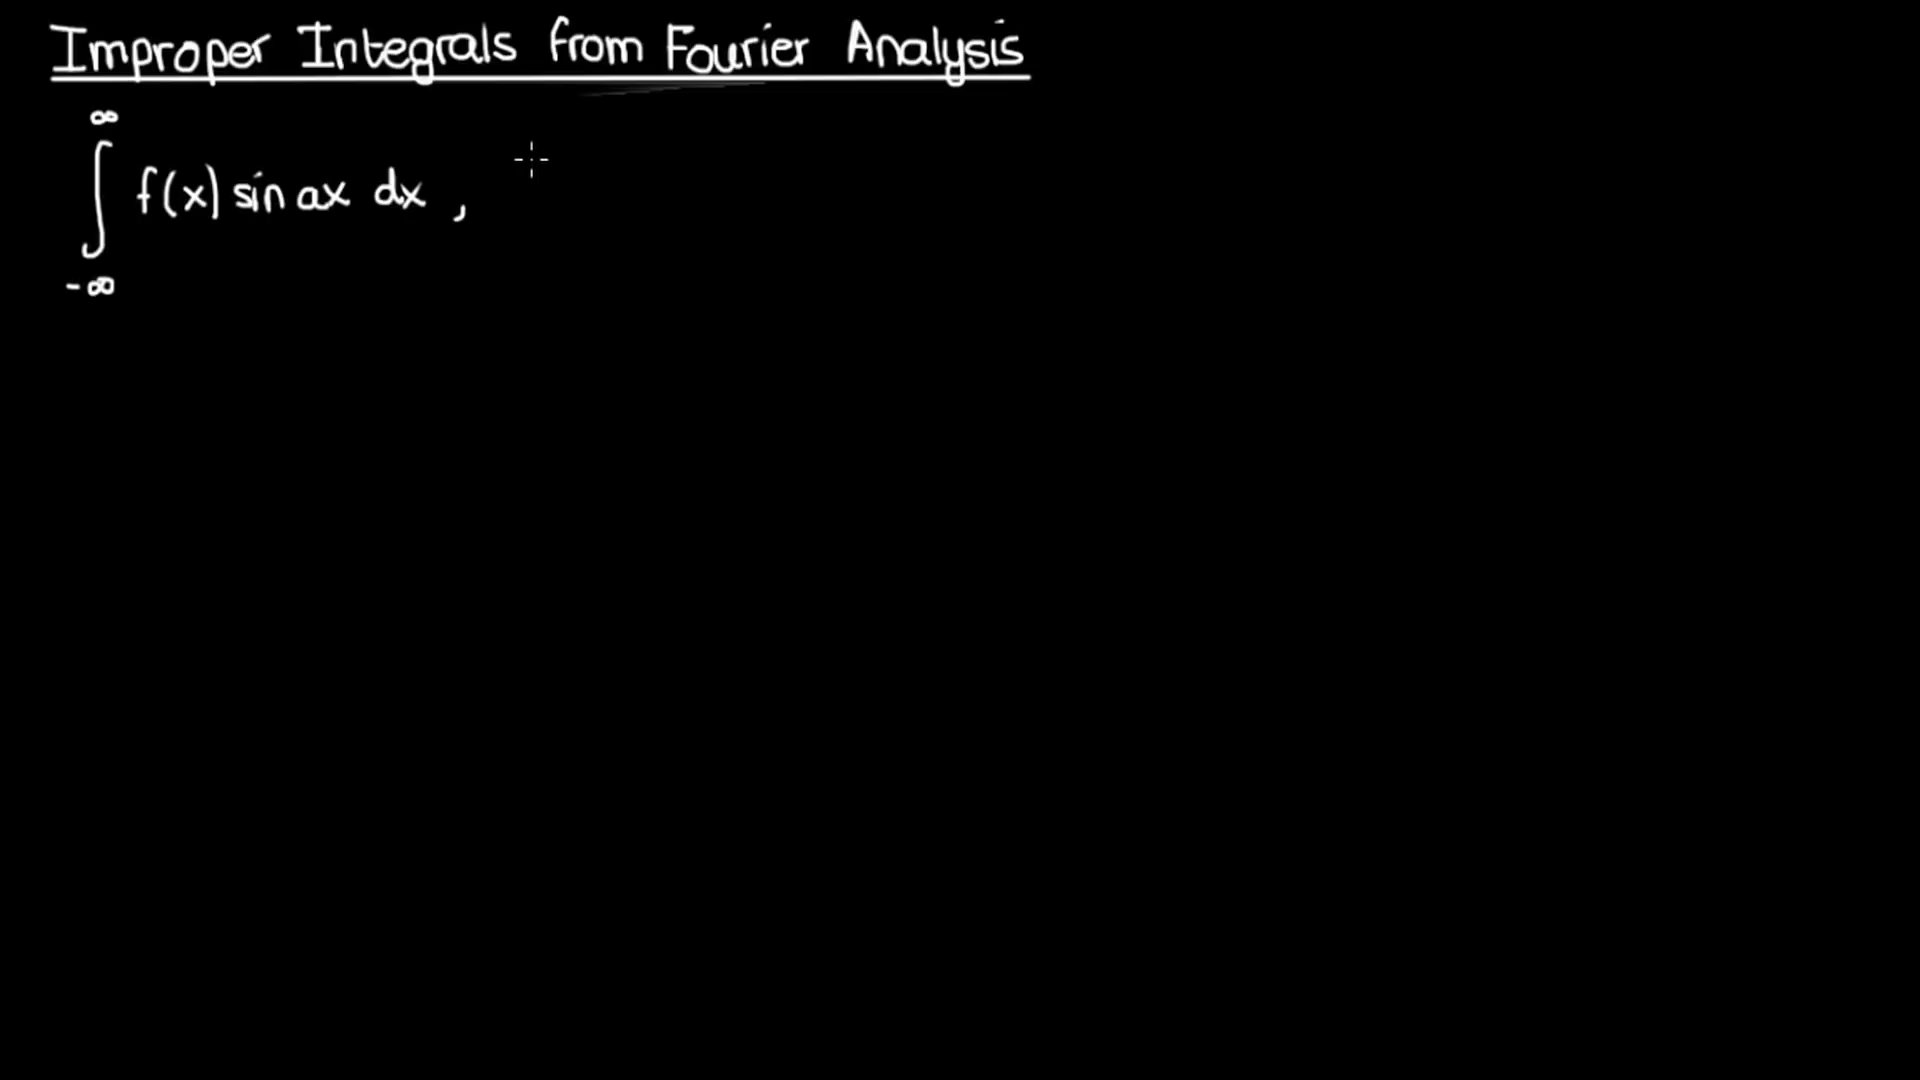 Improper Integrals from Fourier Analysis
∞
∫ f(x) sin ax dx ,
-∞